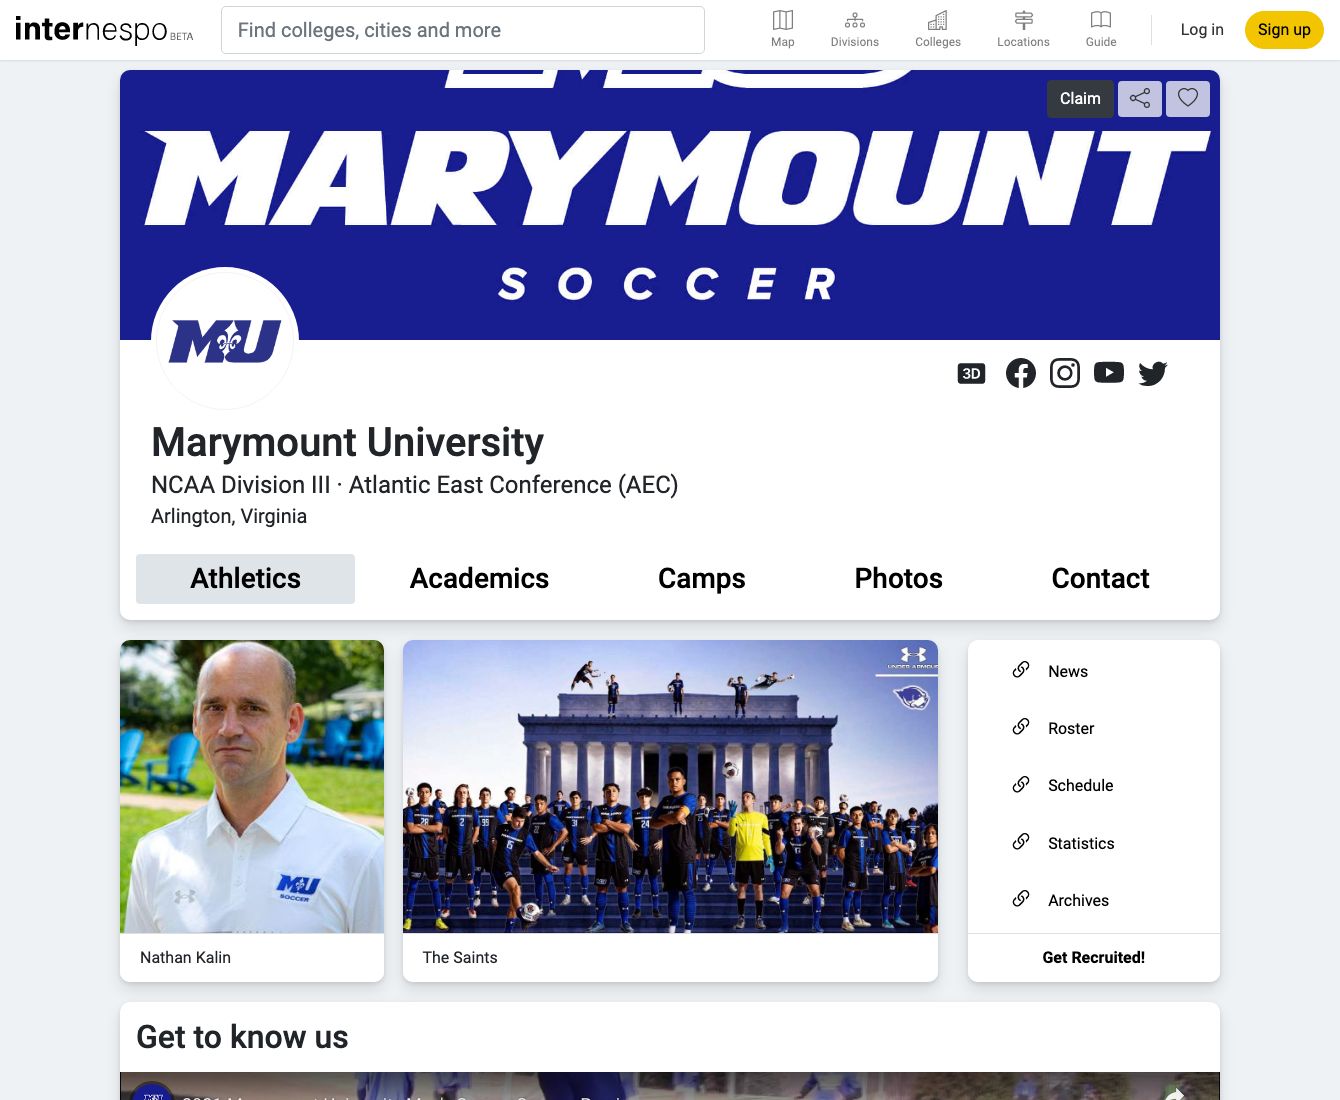 internespo BETA
Find colleges, cities and more
Map
Divisions
Colleges
Locations
Guide
Log in
Sign up
Claim
MARYMOUNT
SOCCER
MU
3D
Marymount University
NCAA Division III · Atlantic East Conference (AEC)
Arlington, Virginia
Athletics
Academics
Camps
Photos
Contact
MU
SOCCER
UNDER ARMOUR
Nathan Kalin
The Saints
News
Roster
Schedule
Statistics
Archives
Get Recruited!
Get to know us